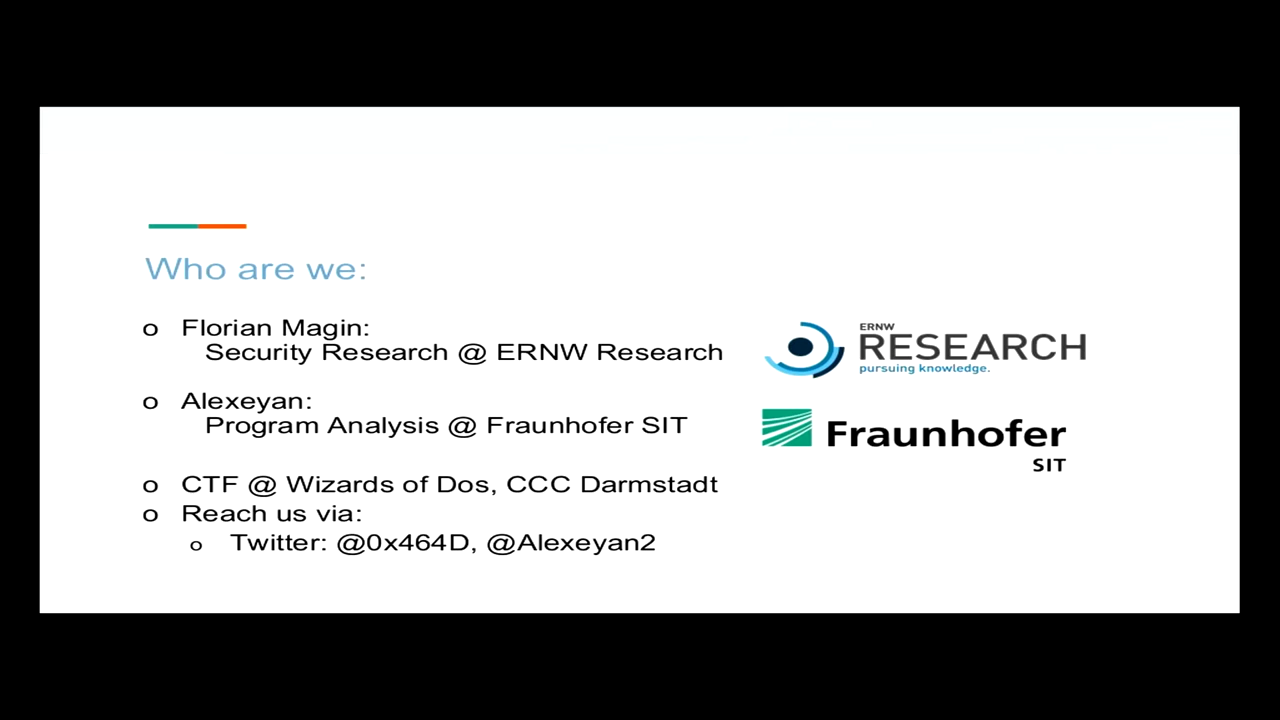 Who are we:
o Florian Magin:
Security Research @ ERNW Research
o Alexeyan:
Program Analysis @ Fraunhofer SIT
o CTF @ Wizards of Dos, CCC Darmstadt
o Reach us via:
o Twitter: @0x464D, @Alexeyan2
ERNW
RESEARCH
pursuing knowledge.
Fraunhofer
SIT